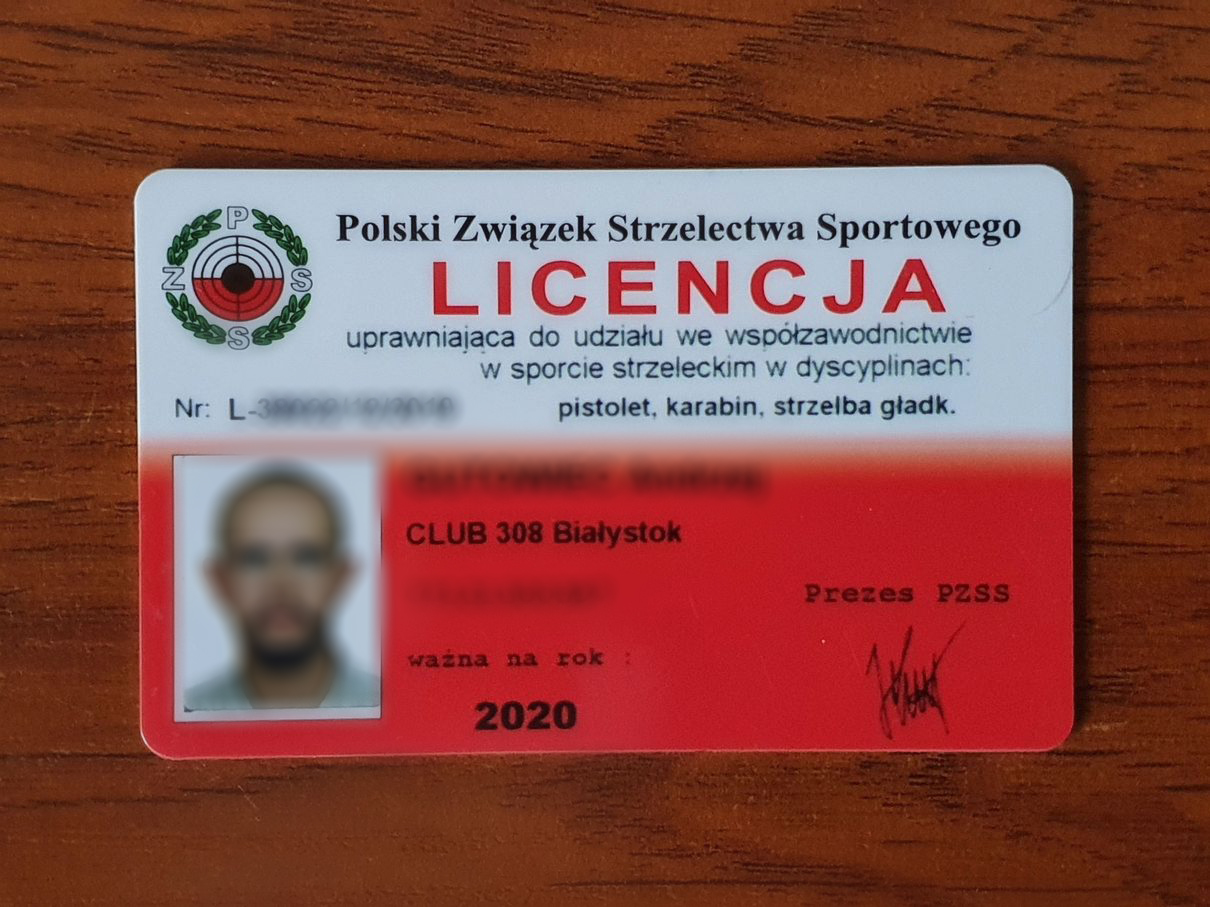 P
Z S
S
Polski Związek Strzelectwa Sportowego
LICENCJA
uprawniająca do udziału we współzawodnictwie
w sporcie strzeleckim w dyscyplinach:
Nr: L-3
pistolet, karabin, strzelba gładk.
CLUB 308 Białystok
Prezes PZSS
ważna na rok :
2020